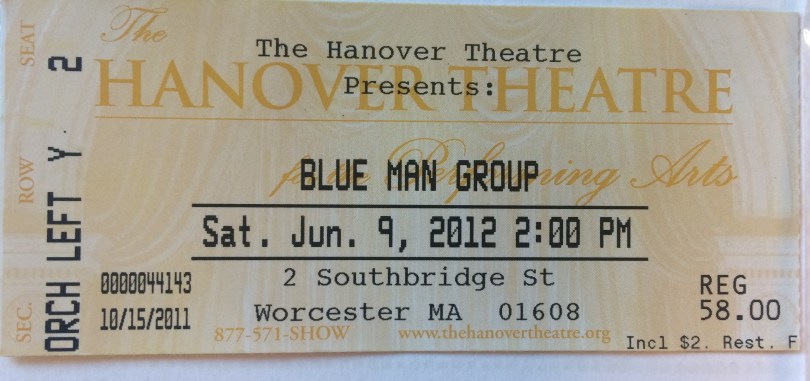 The
HANOVER THEATRE
for the Performing Arts
The Hanover Theatre
Presents:
BLUE MAN GROUP
Sat. Jun. 9, 2012 2:00 PM
2 Southbridge St
Worcester MA 01608
0000044143
10/15/2011
877-571-SHOW www.thehanovertheatre.org
REG
58.00
Incl $2. Rest. F
SEC. ROW SEAT
ORCH LEFT Y 2